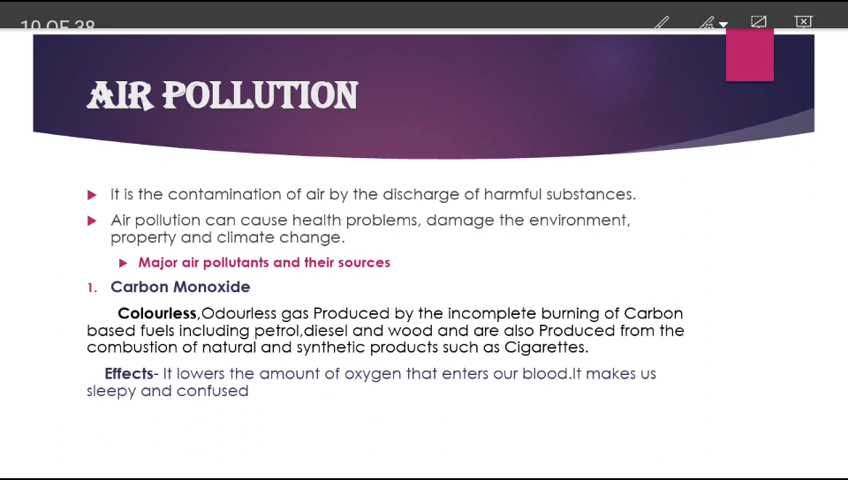 10 OF 38
AIR POLLUTION
It is the contamination of air by the discharge of harmful substances.
Air pollution can cause health problems, damage the environment,
property and climate change.
Major air pollutants and their sources
1. Carbon Monoxide
Colourless,Odourless gas Produced by the incomplete burning of Carbon
based fuels including petrol,diesel and wood and are also Produced from the
combustion of natural and synthetic products such as Cigarettes.
Effects- It lowers the amount of oxygen that enters our blood.It makes us
sleepy and confused